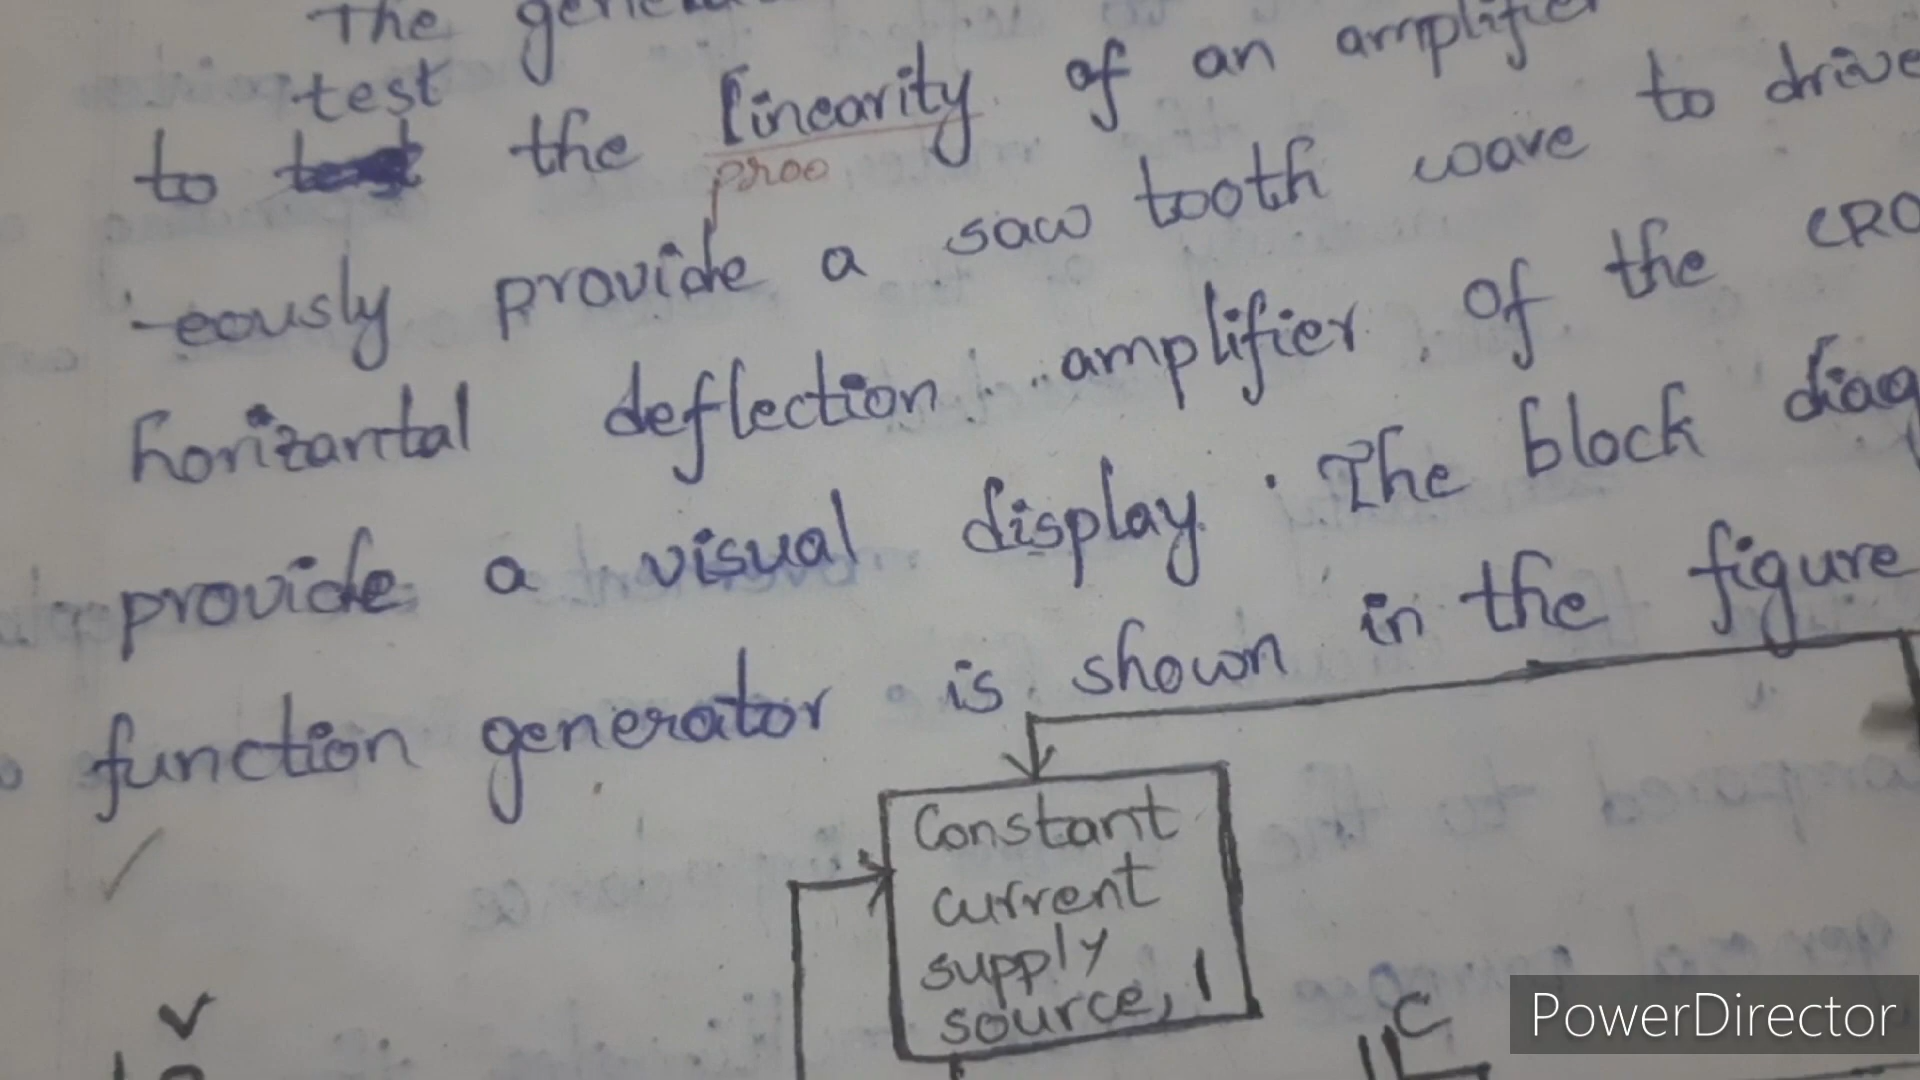 The
test
to the linearity of an amplifier
proo
-eously provide a saw tooth wave to drive
horizantal deflection amplifier of the CRO
provide a visual display. The block diag
function generator is shown in the figure
Constant
current
supply
source, 1
C
PowerDirector